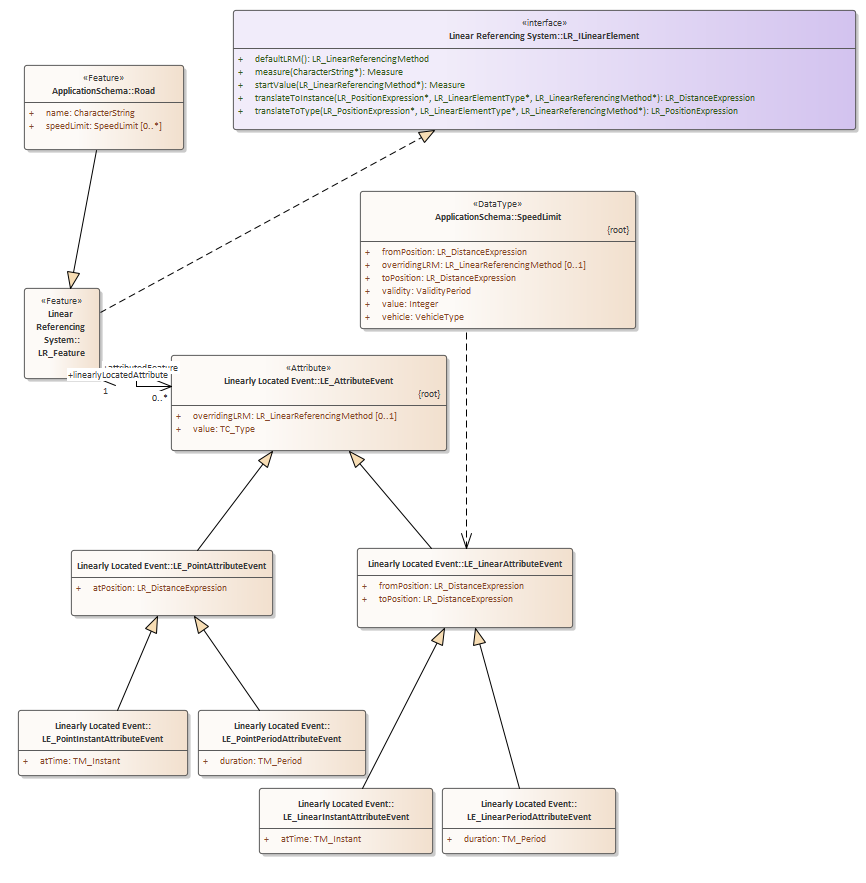 «interface»
Linear Referencing System::LR_ILinearElement
+ defaultLRM(): LR_LinearReferencingMethod
+ measure(CharacterString*): Measure
+ startValue(LR_LinearReferencingMethod*): Measure
+ translateToInstance(LR_PositionExpression*, LR_LinearElementType*, LR_LinearReferencingMethod*): LR_DistanceExpression
+ translateToType(LR_PositionExpression*, LR_LinearElementType*, LR_LinearReferencingMethod*): LR_PositionExpression
«Feature»
ApplicationSchema::Road
+ name: CharacterString
+ speedLimit: SpeedLimit [0..*]
«DataType»
ApplicationSchema::SpeedLimit
{root}
+ fromPosition: LR_DistanceExpression
+ overridingLRM: LR_LinearReferencingMethod [0..1]
+ toPosition: LR_DistanceExpression
+ validity: ValidityPeriod
+ value: Integer
+ vehicle: VehicleType
«Feature»
Linear
Referencing
System::
LR_Feature
+attributedFeature
+linearlyLocatedAttribute
1
0..*
«Attribute»
Linearly Located Event::LE_AttributeEvent
{root}
+ overridingLRM: LR_LinearReferencingMethod [0..1]
+ value: TC_Type
Linearly Located Event::LE_PointAttributeEvent
+ atPosition: LR_DistanceExpression
Linearly Located Event::LE_LinearAttributeEvent
+ fromPosition: LR_DistanceExpression
+ toPosition: LR_DistanceExpression
Linearly Located Event::
LE_PointInstantAttributeEvent
+ atTime: TM_Instant
Linearly Located Event::
LE_PointPeriodAttributeEvent
+ duration: TM_Period
Linearly Located Event::
LE_LinearInstantAttributeEvent
+ atTime: TM_Instant
Linearly Located Event::
LE_LinearPeriodAttributeEvent
+ duration: TM_Period